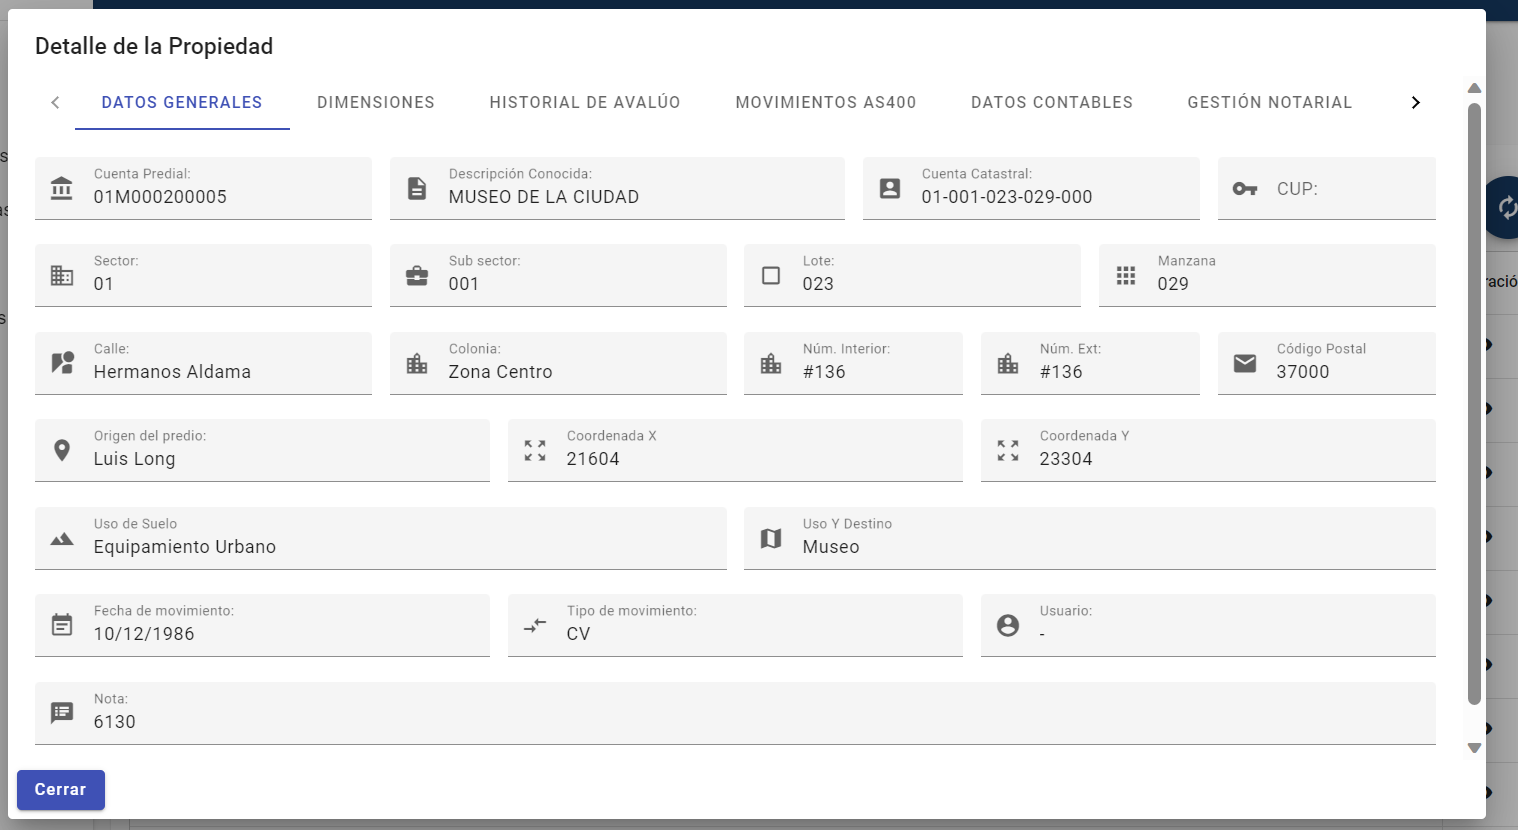 Detalle de la Propiedad
DATOS GENERALES
DIMENSIONES
HISTORIAL DE AVALÚO
MOVIMIENTOS AS400
DATOS CONTABLES
GESTIÓN NOTARIAL
Cuenta Predial:
01M000200005
Descripción Conocida:
MUSEO DE LA CIUDAD
Cuenta Catastral:
01-001-023-029-000
CUP:
Sector:
01
Sub sector:
001
Lote:
023
Manzana
029
Calle:
Hermanos Aldama
Colonia:
Zona Centro
Núm. Interior:
#136
Núm. Ext:
#136
Código Postal
37000
Origen del predio:
Luis Long
Coordenada X
21604
Coordenada Y
23304
Uso de Suelo
Equipamiento Urbano
Uso Y Destino
Museo
Fecha de movimiento:
10/12/1986
Tipo de movimiento:
CV
Usuario:
-
Nota:
6130
Cerrar